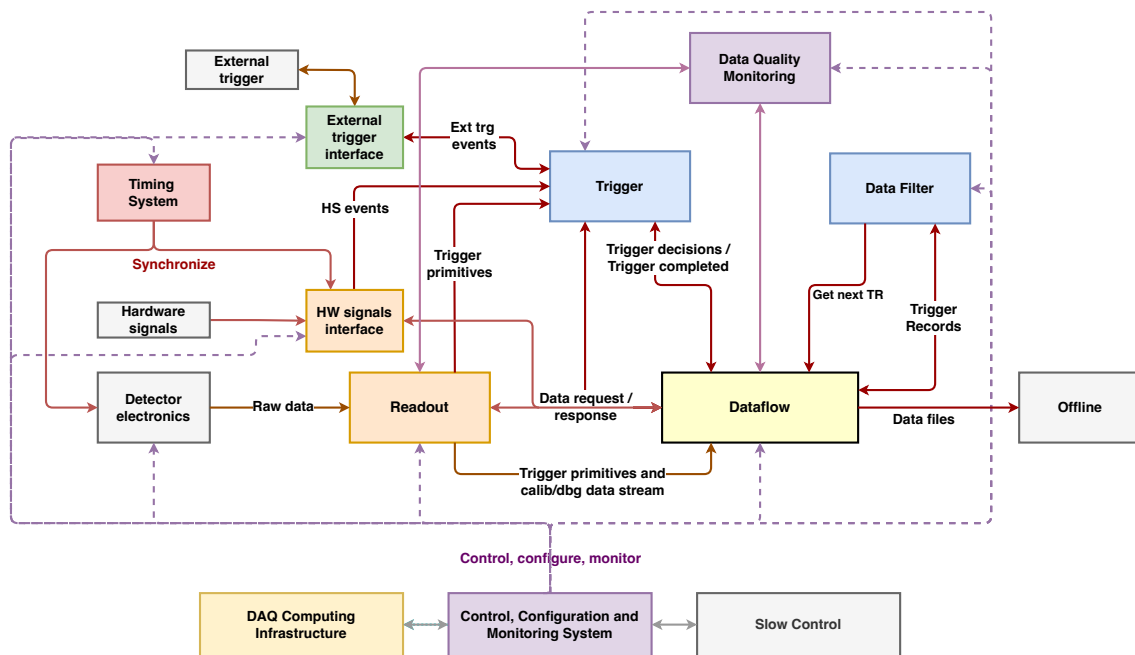 External
trigger
Data Quality
Monitoring
External
trigger
interface
Ext trg
events
Timing
System
Trigger
Data Filter
HS events
Synchronize
Trigger
primitives
Trigger decisions /
Trigger completed
Get next TR
Trigger
Records
Hardware
signals
HW signals
interface
Detector
electronics
Raw data
Readout
Data request /
response
Dataflow
Data files
Offline
Trigger primitives and
calib/dbg data stream
Control, configure, monitor
DAQ Computing
Infrastructure
Control, Configuration and
Monitoring System
Slow Control